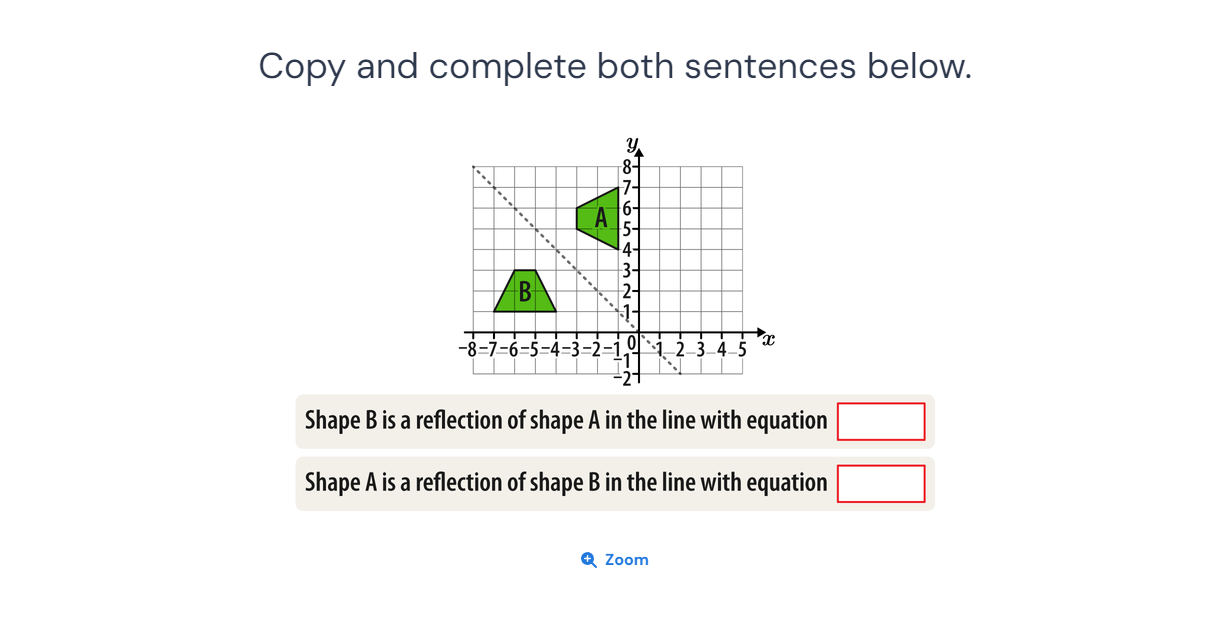 Copy and complete both sentences below.
y
8
7
A
6
5
4
3
B
2
1
−8 −7 −6 −5 −4 −3 −2 −1 0 1 2 3 4 5 x
−1
−2
Shape B is a reflection of shape A in the line with equation
Shape A is a reflection of shape B in the line with equation
Zoom